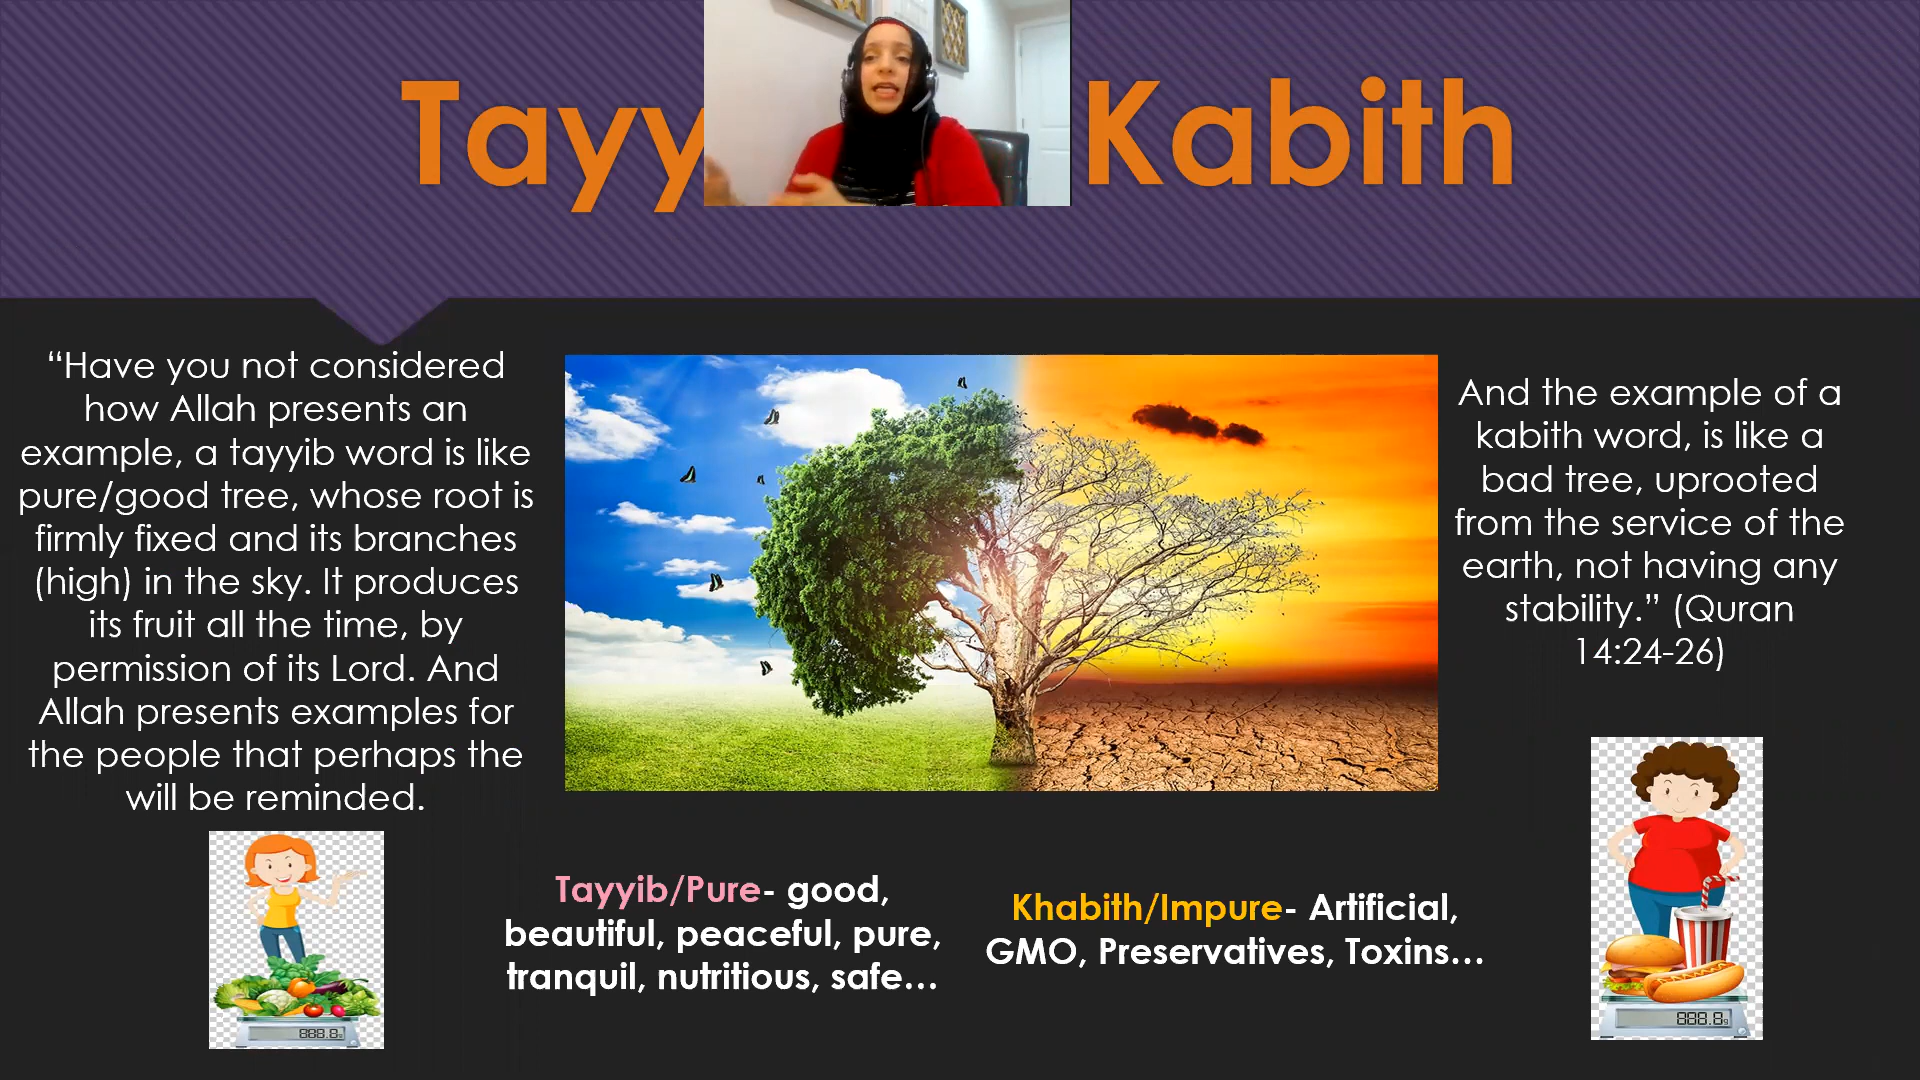 Tayy Kabith
“Have you not considered
how Allah presents an
example, a tayyib word is like
pure/good tree, whose root is
firmly fixed and its branches
(high) in the sky. It produces
its fruit all the time, by
permission of its Lord. And
Allah presents examples for
the people that perhaps the
will be reminded.
And the example of a
kabith word, is like a
bad tree, uprooted
from the service of the
earth, not having any
stability.” (Quran
14:24-26)
Tayyib/Pure- good,
beautiful, peaceful, pure,
tranquil, nutritious, safe...
Khabith/Impure- Artificial,
GMO, Preservatives, Toxins...
888.8g
888.8g